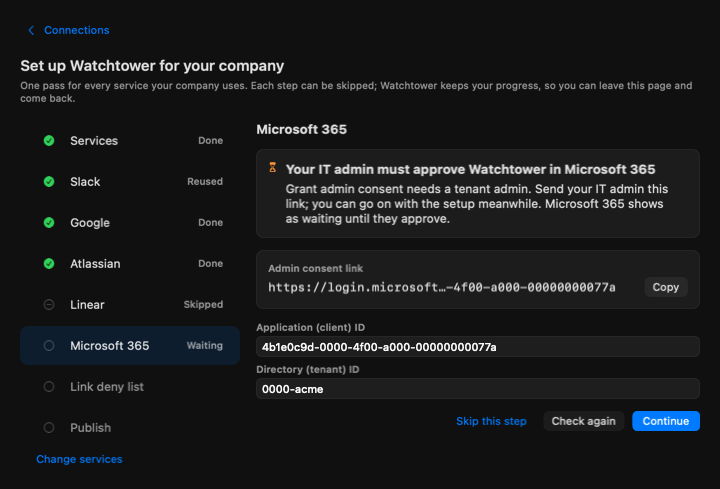 Connections
Set up Watchtower for your company
One pass for every service your company uses. Each step can be skipped; Watchtower keeps your progress, so you can leave this page and
come back.
Services Done
Slack Reused
Google Done
Atlassian Done
Linear Skipped
Microsoft 365 Waiting
Link deny list
Publish
Change services
Microsoft 365
Your IT admin must approve Watchtower in Microsoft 365
Grant admin consent needs a tenant admin. Send your IT admin this
link; you can go on with the setup meanwhile. Microsoft 365 shows
as waiting until they approve.
Admin consent link
https://login.microsoft…-4f00-a000-00000000077a Copy
Application (client) ID
4b1e0c9d-0000-4f00-a000-00000000077a
Directory (tenant) ID
0000-acme
Skip this step Check again Continue